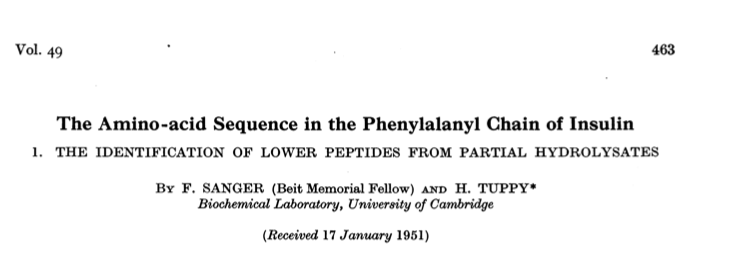 Vol. 49
463
The Amino-acid Sequence in the Phenylalanyl Chain of Insulin
1. THE IDENTIFICATION OF LOWER PEPTIDES FROM PARTIAL HYDROLYSATES
By F. SANGER (Beit Memorial Fellow) AND H. TUPPY*
Biochemical Laboratory, University of Cambridge
(Received 17 January 1951)